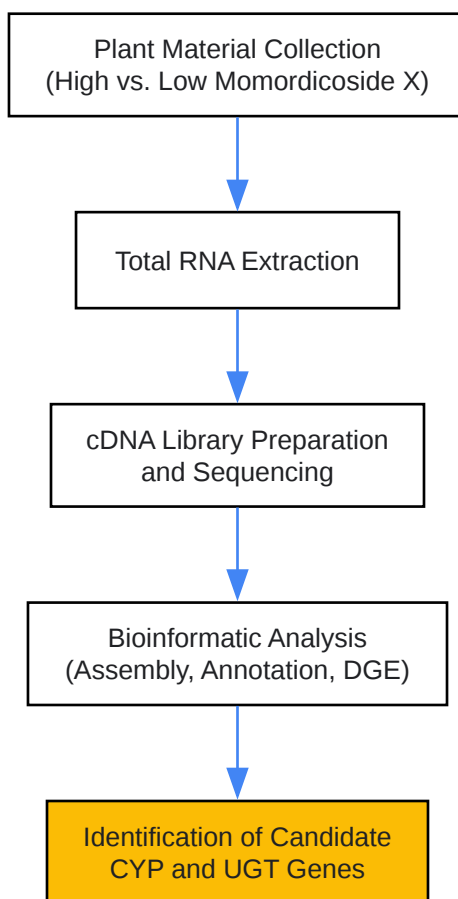 Plant Material Collection
(High vs. Low Momordicoside X)
Total RNA Extraction
cDNA Library Preparation
and Sequencing
Bioinformatic Analysis
(Assembly, Annotation, DGE)
Identification of Candidate
CYP and UGT Genes